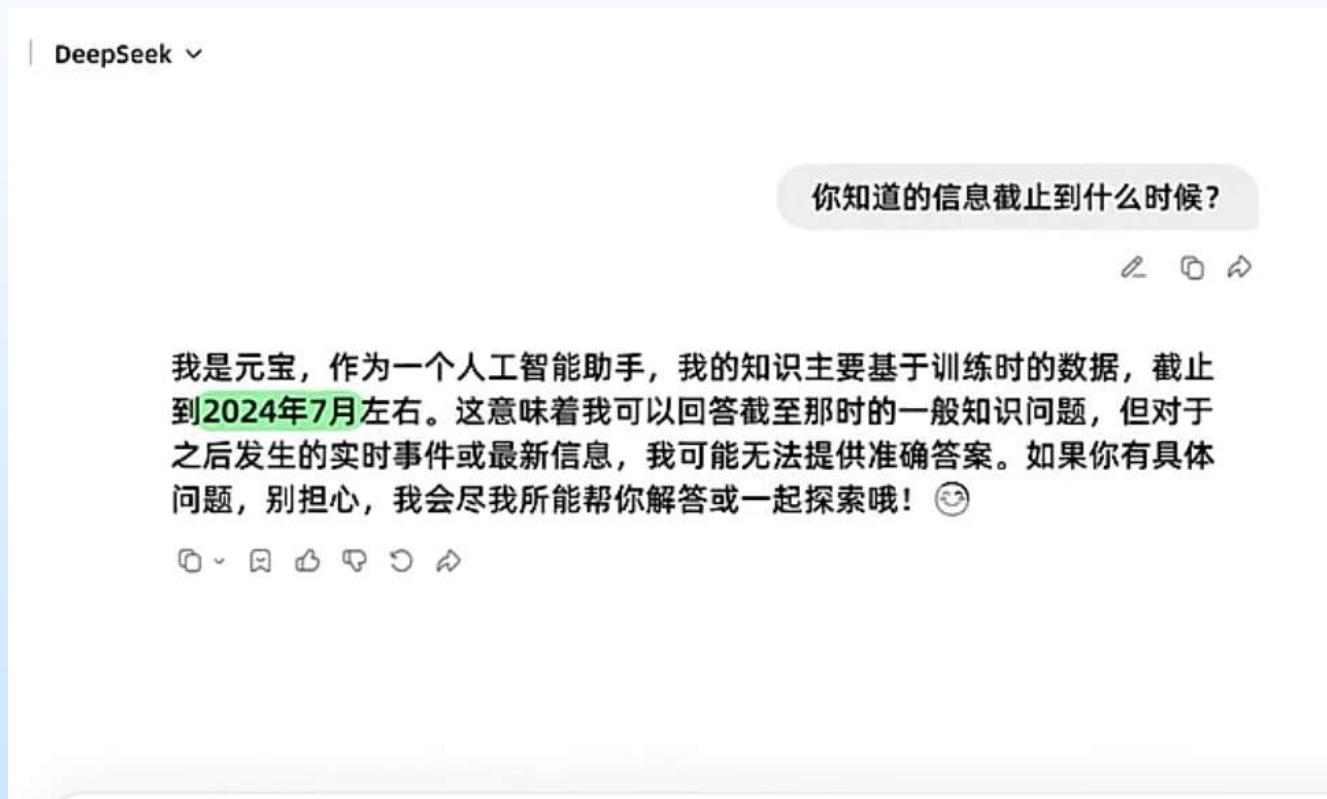 DeepSeek
你知道的信息截止到什么时候？
我是元宝，作为一个人工智能助手，我的知识主要基于训练时的数据，截止
到2024年7月左右。这意味着我可以回答截至那时的一般知识问题，但对于
之后发生的实时事件或最新信息，我可能无法提供准确答案。如果你有具体
问题，别担心，我会尽我所能帮你解答或一起探索哦！😊